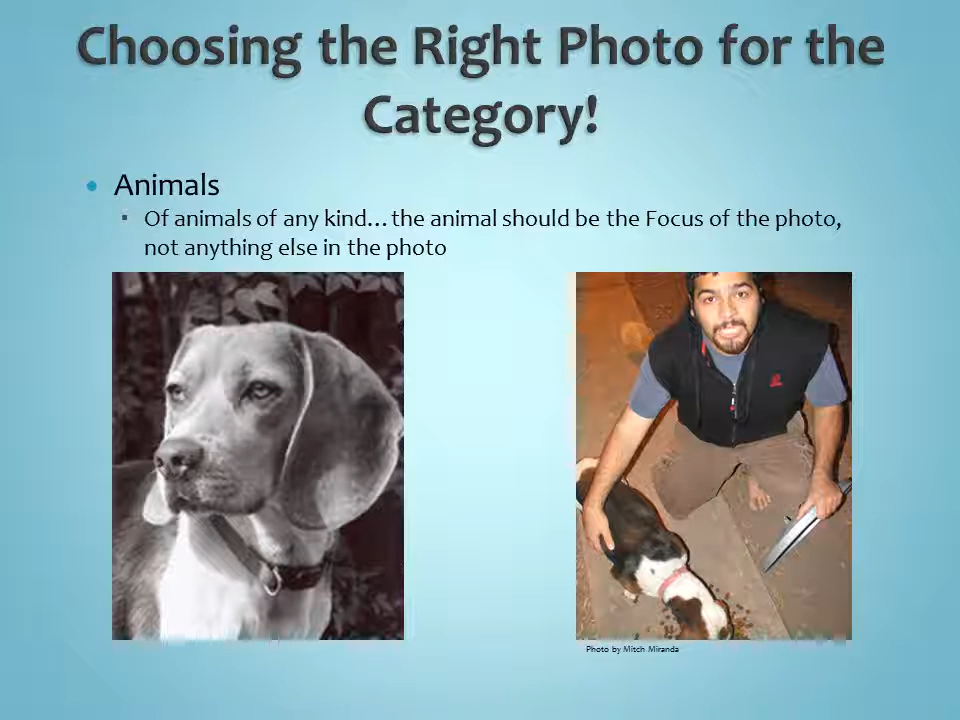 Choosing the Right Photo for the
Category!
Animals
Of animals of any kind…the animal should be the Focus of the photo,
not anything else in the photo
Photo by Mitch Miranda